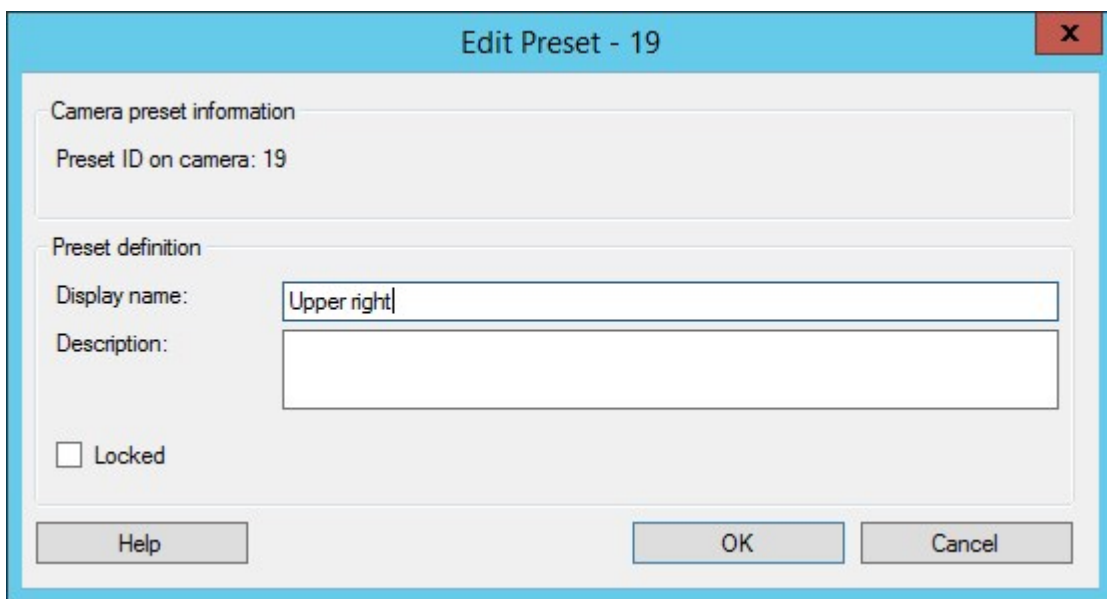 Edit Preset - 19
x
Camera preset information
Preset ID on camera: 19
Preset definition
Display name: Upper right
Description:
Locked
Help OK Cancel